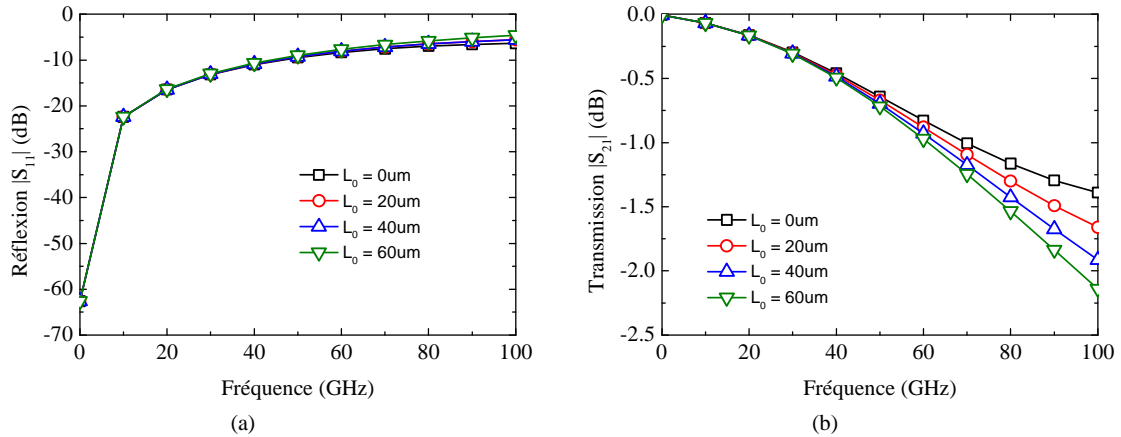 0
-10
-20
-30
-40
-50
-60
-70
Réflexion |S₁₁| (dB)
L₀ = 0um
L₀ = 20um
L₀ = 40um
L₀ = 60um
0 20 40 60 80 100
Fréquence (GHz)
(a)
0.0
-0.5
-1.0
-1.5
-2.0
-2.5
Transmission |S₂₁| (dB)
L₀ = 0um
L₀ = 20um
L₀ = 40um
L₀ = 60um
0 20 40 60 80 100
Fréquence (GHz)
(b)